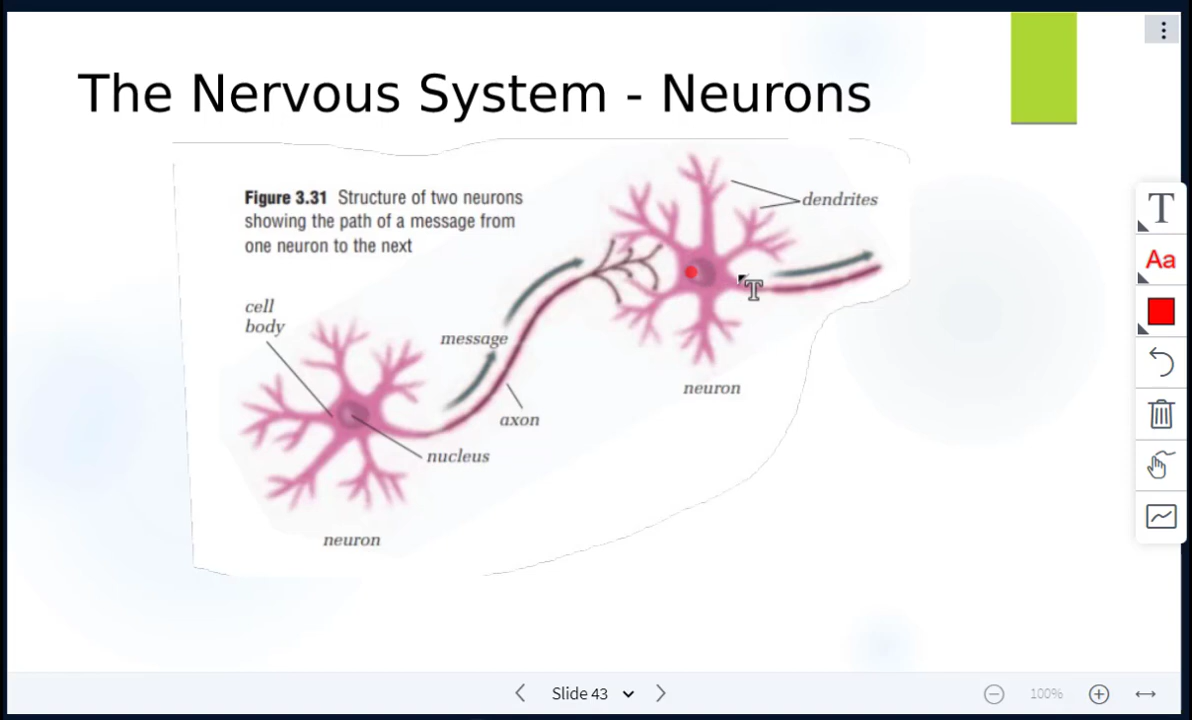 The Nervous System - Neurons
Figure 3.31 Structure of two neurons
showing the path of a message from
one neuron to the next
dendrites
cell
body
message
neuron
axon
nucleus
neuron
T
Aa
T
Slide 43
100%